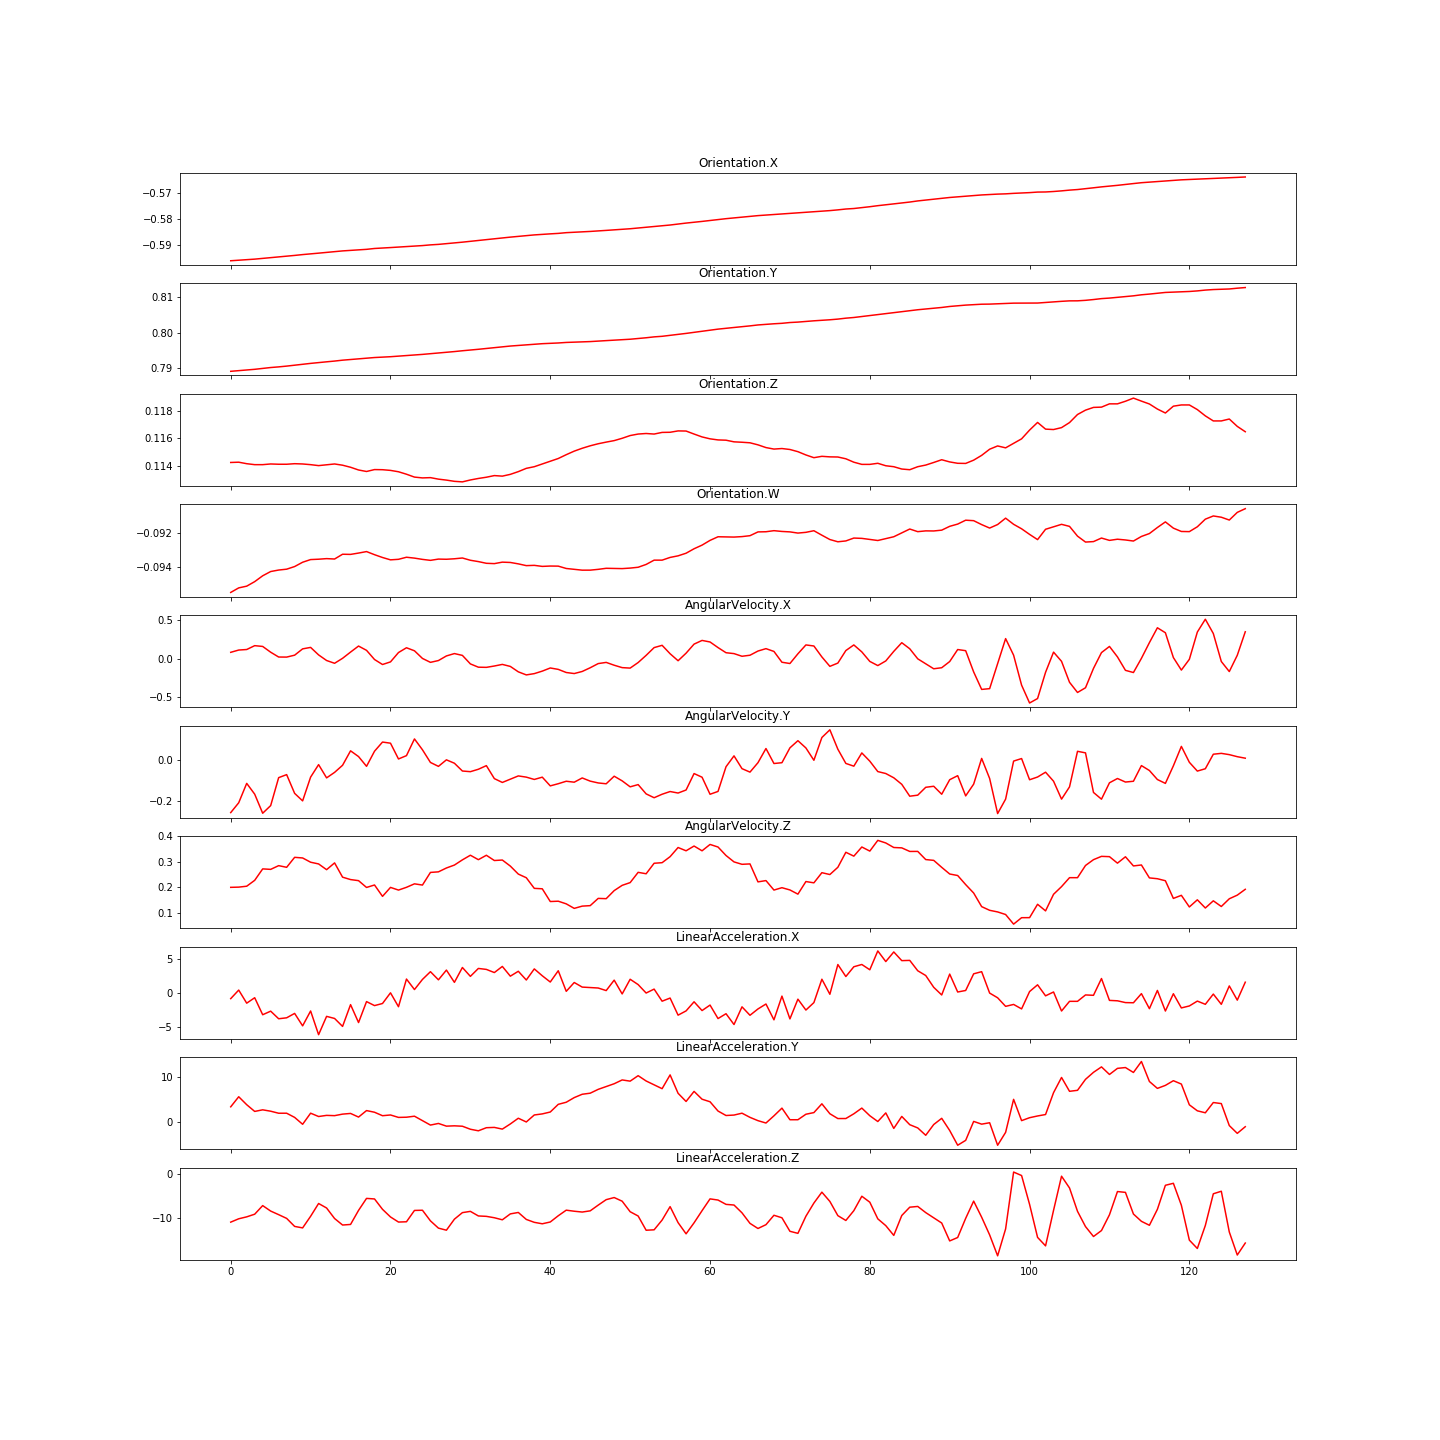 Orientation.X
−0.57
−0.58
−0.59
Orientation.Y
0.81
0.80
0.79
Orientation.Z
0.118
0.116
0.114
Orientation.W
−0.092
−0.094
AngularVelocity.X
0.5
0.0
−0.5
AngularVelocity.Y
0.0
−0.2
AngularVelocity.Z
0.4
0.3
0.2
0.1
LinearAcceleration.X
5
0
−5
LinearAcceleration.Y
10
0
LinearAcceleration.Z
0
−10
0 20 40 60 80 100 120